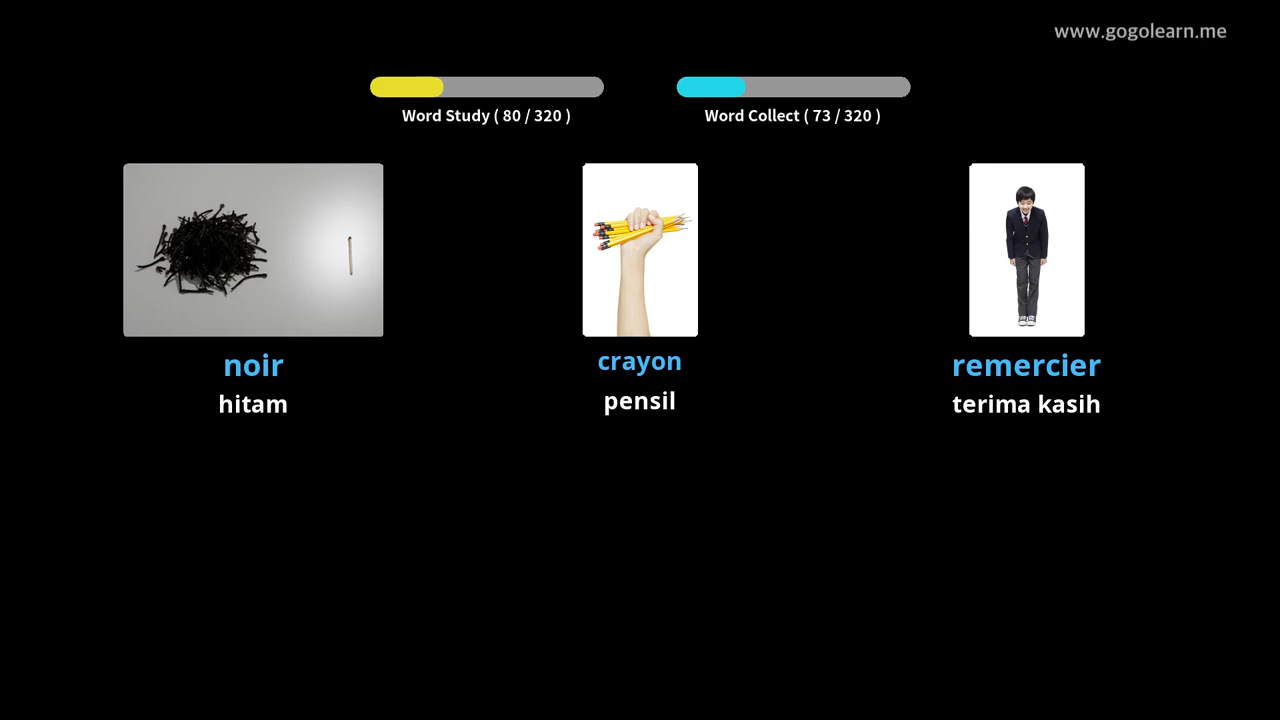 www.gogolearn.me
Word Study ( 80 / 320 )
Word Collect ( 73 / 320 )
noir
hitam
crayon
pensil
remercier
terima kasih